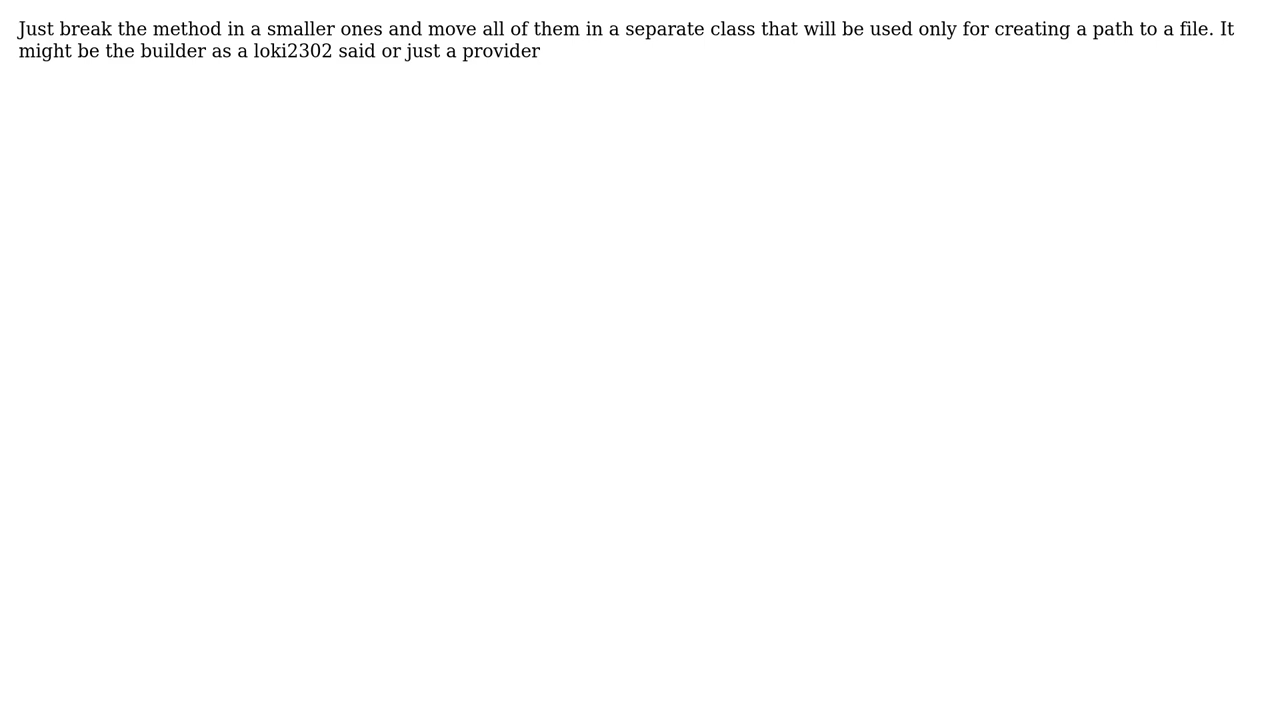 Just break the method in a smaller ones and move all of them in a separate class that will be used only for creating a path to a file. It
might be the builder as a loki2302 said or just a provider